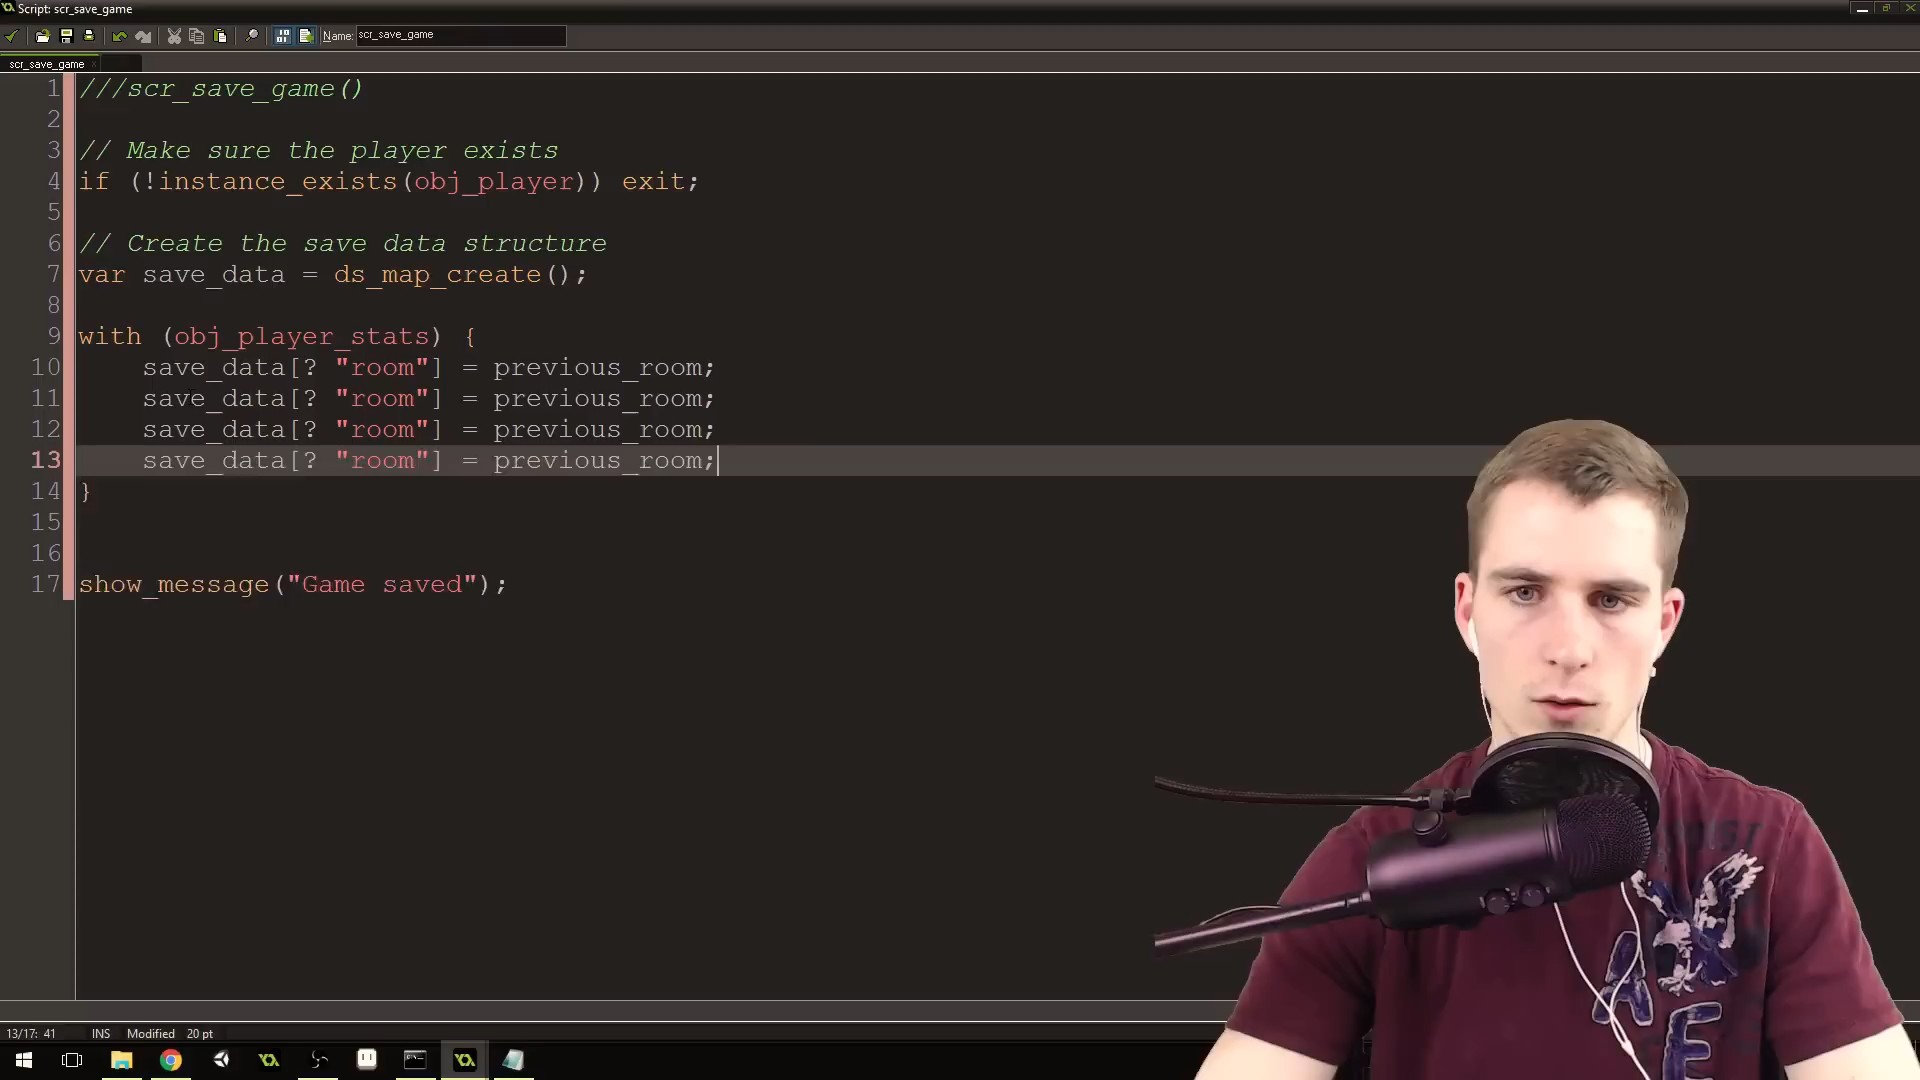 Script: scr_save_game
Name: scr_save_game
scr_save_game
1 ///scr_save_game()
2
3 // Make sure the player exists
4 if (!instance_exists(obj_player)) exit;
5
6 // Create the save data structure
7 var save_data = ds_map_create();
8
9 with (obj_player_stats) {
10 save_data[? "room"] = previous_room;
11 save_data[? "room"] = previous_room;
12 save_data[? "room"] = previous_room;
13 save_data[? "room"] = previous_room;
14 }
15
16
17 show_message("Game saved");
13/17: 41 INS Modified 20 pt